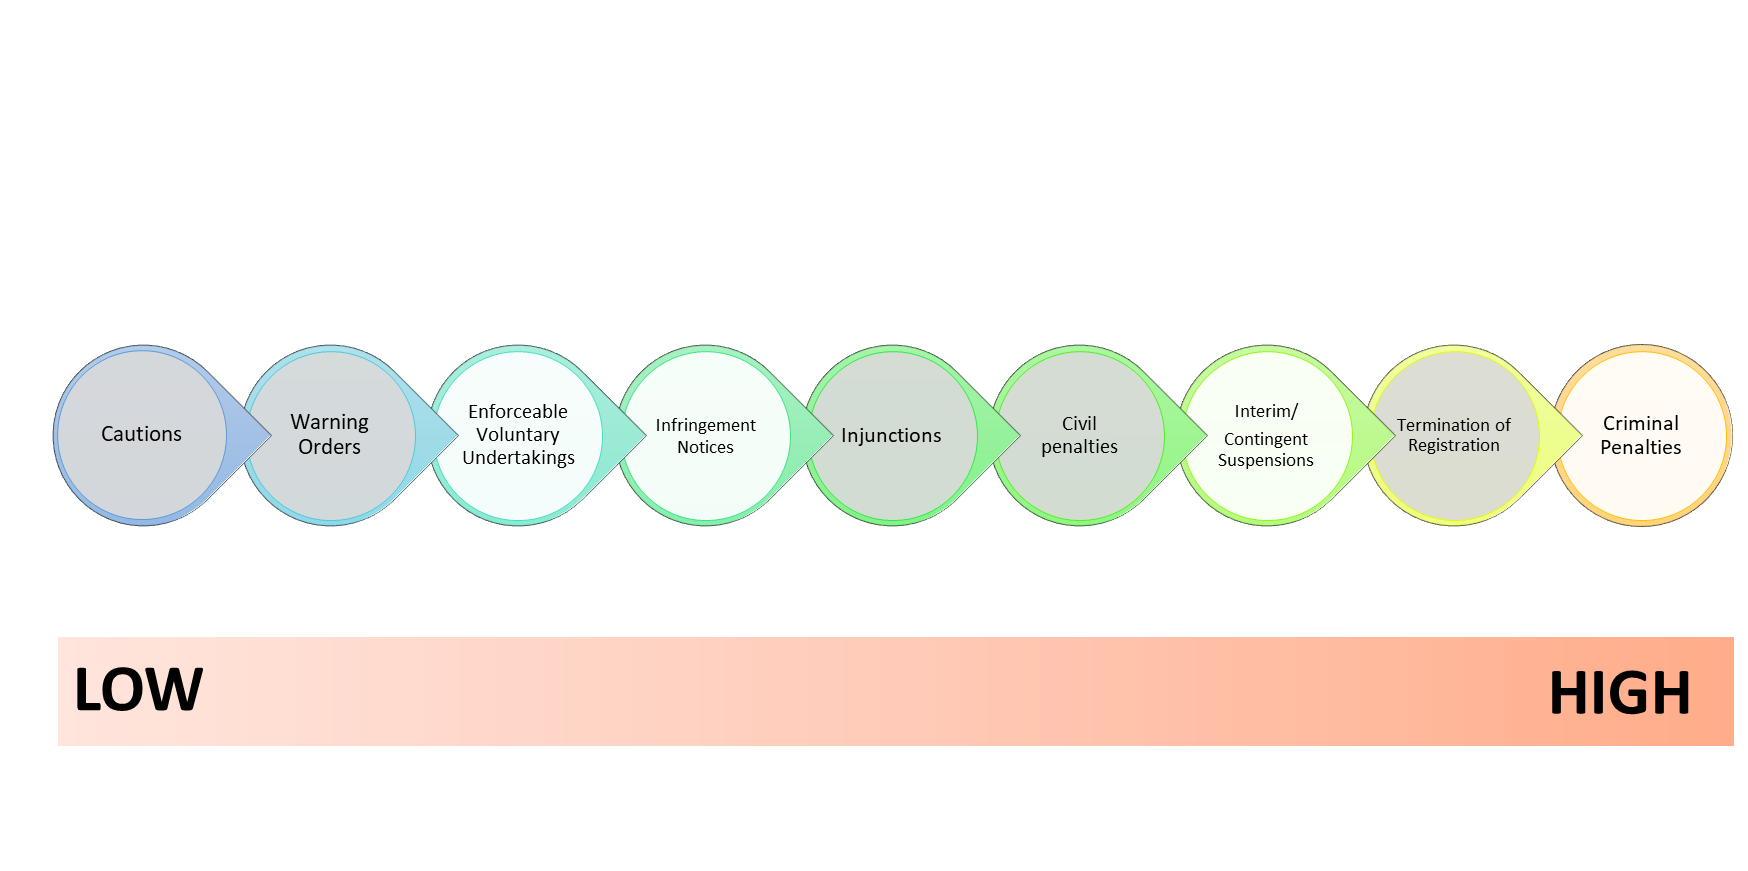 Cautions
Warning
Orders
Enforceable
Voluntary
Undertakings
Infringement
Notices
Injunctions
Civil
penalties
Interim/
Contingent
Suspensions
Termination of
Registration
Criminal
Penalties
LOW
HIGH